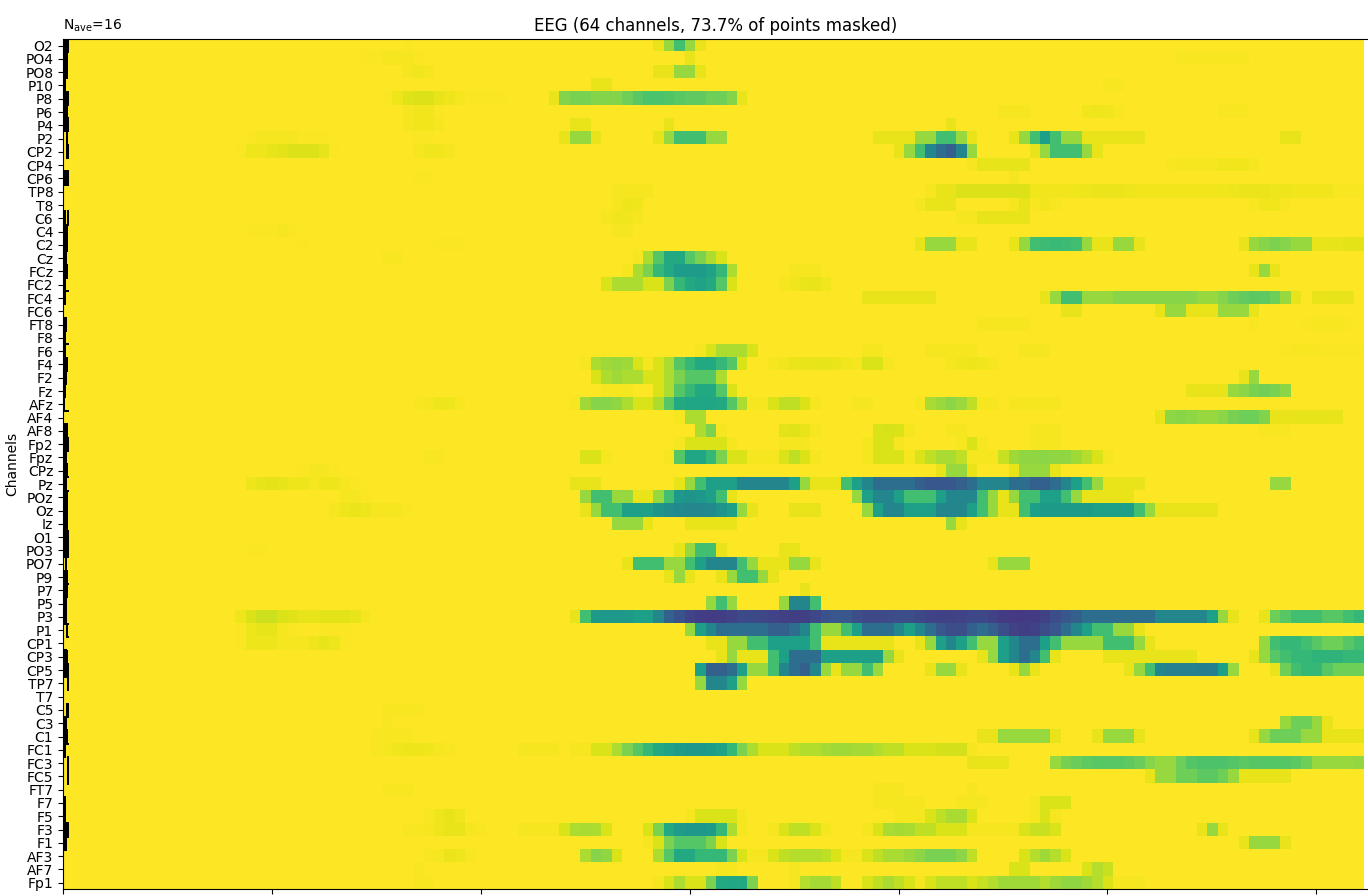 N_ave=16
EEG (64 channels, 73.7% of points masked)
Channels
O2
PO4
PO8
P10
P8
P6
P4
P2
CP2
CP4
CP6
TP8
T8
C6
C4
C2
Cz
FCz
FC2
FC4
FC6
FT8
F8
F6
F4
F2
Fz
AFz
AF4
AF8
Fp2
Fpz
CPz
Pz
POz
Oz
Iz
O1
PO3
PO7
P9
P7
P5
P3
P1
CP1
CP3
CP5
TP7
T7
C5
C3
C1
FC1
FC3
FC5
FT7
F7
F5
F3
F1
AF3
AF7
Fp1